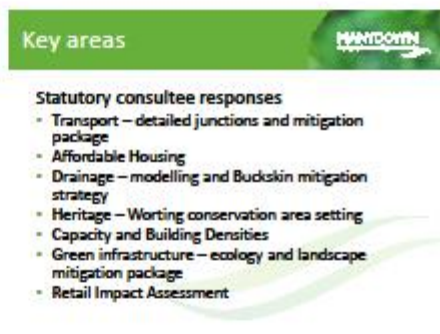 Key areas
MANYDOWN
Statutory consultee responses
• Transport – detailed junctions and mitigation
package
• Affordable Housing
• Drainage – modelling and Buckskin mitigation
strategy
• Heritage – Worting conservation area setting
• Capacity and Building Densities
• Green infrastructure – ecology and landscape
mitigation package
• Retail Impact Assessment